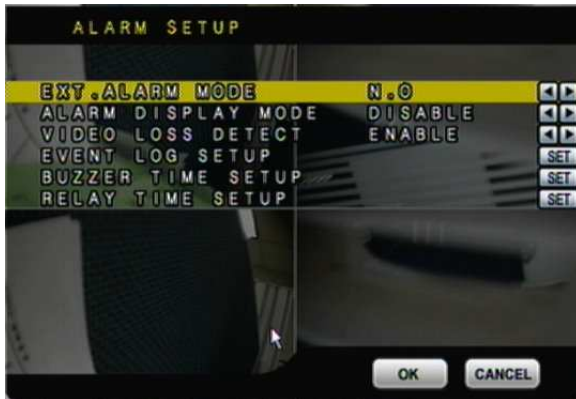 ALARM SETUP
EXT.ALARM MODE N.O
ALARM DISPLAY MODE DISABLE
VIDEO LOSS DETECT ENABLE
EVENT LOG SETUP SET
BUZZER TIME SETUP SET
RELAY TIME SETUP SET
OK CANCEL